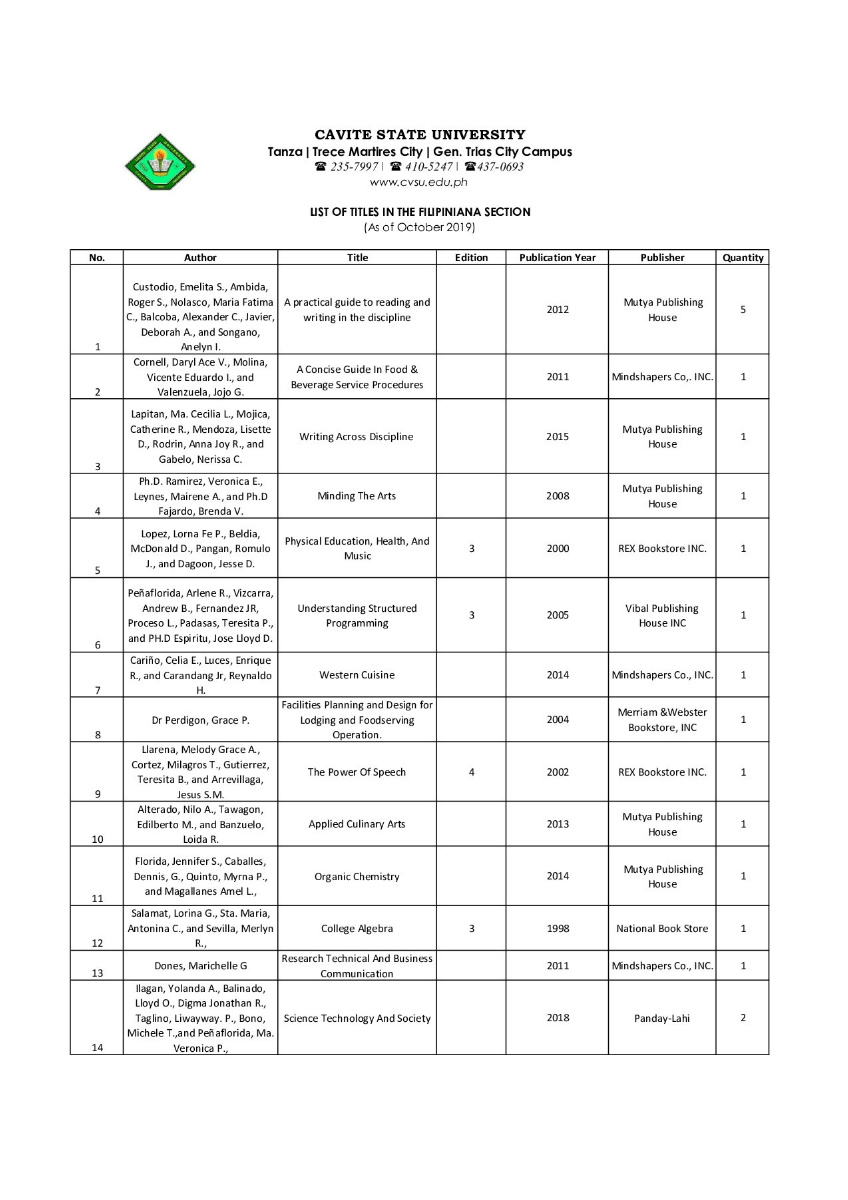 CAVITE STATE UNIVERSITY
Tanza | Trece Martires City | Gen. Trias City Campus
☎ 235-7997 | ☎ 410-5247 | ☎437-0693
www.cvsu.edu.ph
LIST OF TITLES IN THE FILIPINIANA SECTION
(As of October 2019)
No. Author Title Edition Publication Year Publisher Quantity
Custodio, Emelita S., Ambida,
Roger S., Nolasco, Maria Fatima
C., Balcoba, Alexander C., Javier,
Deborah A., and Songano,
Anelyn I.
A practical guide to reading and
writing in the discipline
2012
Mutya Publishing
House
5
1
Cornell, Daryl Ace V., Molina,
Vicente Eduardo I., and
Valenzuela, Jojo G.
A Concise Guide In Food &
Beverage Service Procedures
2011
Mindshapers Co,. INC.
1
2
Lapitan, Ma. Cecilia L., Mojica,
Catherine R., Mendoza, Lisette
D., Rodrin, Anna Joy R., and
Gabelo, Nerissa C.
Writing Across Discipline
2015
Mutya Publishing
House
1
3
Ph.D. Ramirez, Veronica E.,
Leynes, Mairene A., and Ph.D
Fajardo, Brenda V.
Minding The Arts
2008
Mutya Publishing
House
1
4
Lopez, Lorna Fe P., Beldia,
McDonald D., Pangan, Romulo
J., and Dagoon, Jesse D.
Physical Education, Health, And
Music
3
2000
REX Bookstore INC.
1
5
Peñaflorida, Arlene R., Vizcarra,
Andrew B., Fernandez JR,
Proceso L., Padasas, Teresita P.,
and PH.D Espiritu, Jose Lloyd D.
Understanding Structured
Programming
3
2005
Vibal Publishing
House INC
1
6
Cariño, Celia E., Luces, Enrique
R., and Carandang Jr, Reynaldo
H.
Western Cuisine
2014
Mindshapers Co., INC.
1
7
Dr Perdigon, Grace P.
Facilities Planning and Design for
Lodging and Foodserving
Operation.
2004
Merriam &Webster
Bookstore, INC
1
8
Llarena, Melody Grace A.,
Cortez, Milagros T., Gutierrez,
Teresita B., and Arrevillaga,
Jesus S.M.
The Power Of Speech
4
2002
REX Bookstore INC.
1
9
Alterado, Nilo A., Tawagon,
Edilberto M., and Banzuelo,
Loida R.
Applied Culinary Arts
2013
Mutya Publishing
House
1
10
Florida, Jennifer S., Caballes,
Dennis, G., Quinto, Myrna P.,
and Magallanes Amel L.,
Organic Chemistry
2014
Mutya Publishing
House
1
11
Salamat, Lorina G., Sta. Maria,
Antonina C., and Sevilla, Merlyn
R.,
College Algebra
3
1998
National Book Store
1
12
Dones, Marichelle G
Research Technical And Business
Communication
2011
Mindshapers Co., INC.
1
13
Ilagan, Yolanda A., Balinado,
Lloyd O., Digma Jonathan R.,
Taglino, Liwayway. P., Bono,
Michele T.,and Peñaflorida, Ma.
Veronica P.,
Science Technology And Society
2018
Panday-Lahi
2
14